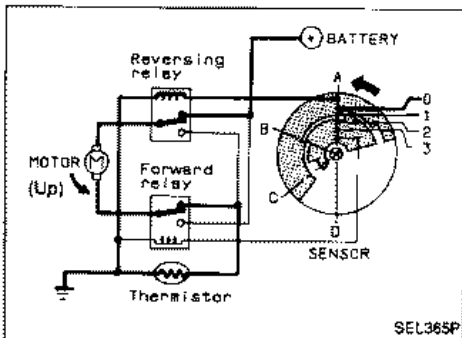 BATTERY
Reversing
relay
A
0
1
2
3
B
MOTOR
M
(Up)
Forward
relay
C
D
SENSOR
Thermistor
SEL365P